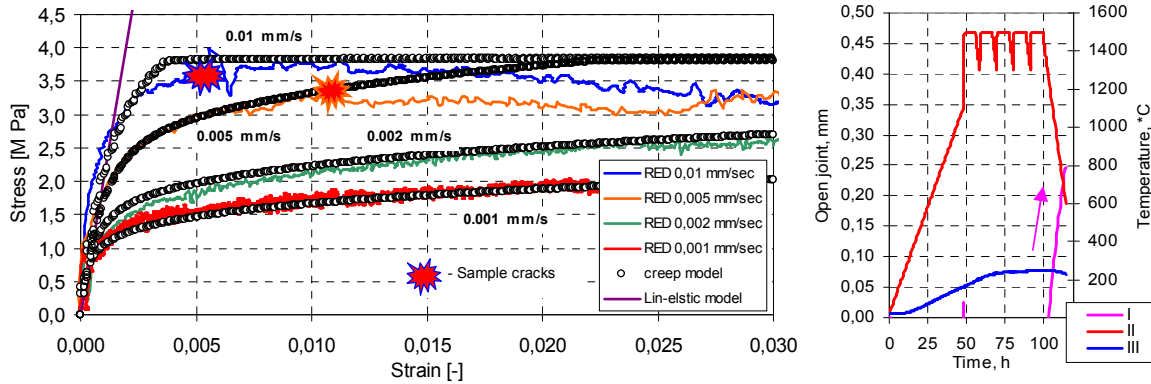 4,5
4,0
3,5
3,0
2,5
2,0
1,5
1,0
0,5
0,0
Stress [M Pa]
0.01 mm/s
0.005 mm/s
0.002 mm/s
0.001 mm/s
- Sample cracks
RED 0,01 mm/sec
RED 0,005 mm/sec
RED 0,002 mm/sec
RED 0,001 mm/sec
creep model
Lin-elstic model
0,000 0,005 0,010 0,015 0,020 0,025 0,030
Strain [-]
0,50
0,45
0,40
0,35
0,30
0,25
0,20
0,15
0,10
0,05
0,00
Open joint, mm
1600
1400
1200
1000
800
600
400
200
0
Temperature, *C
0 25 50 75 100
Time, h
I
II
III